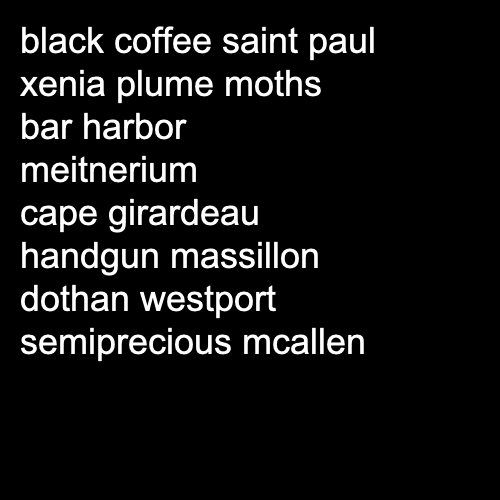 black coffee saint paul
xenia plume moths
bar harbor
meitnerium
cape girardeau
handgun massillon
dothan westport
semiprecious mcallen